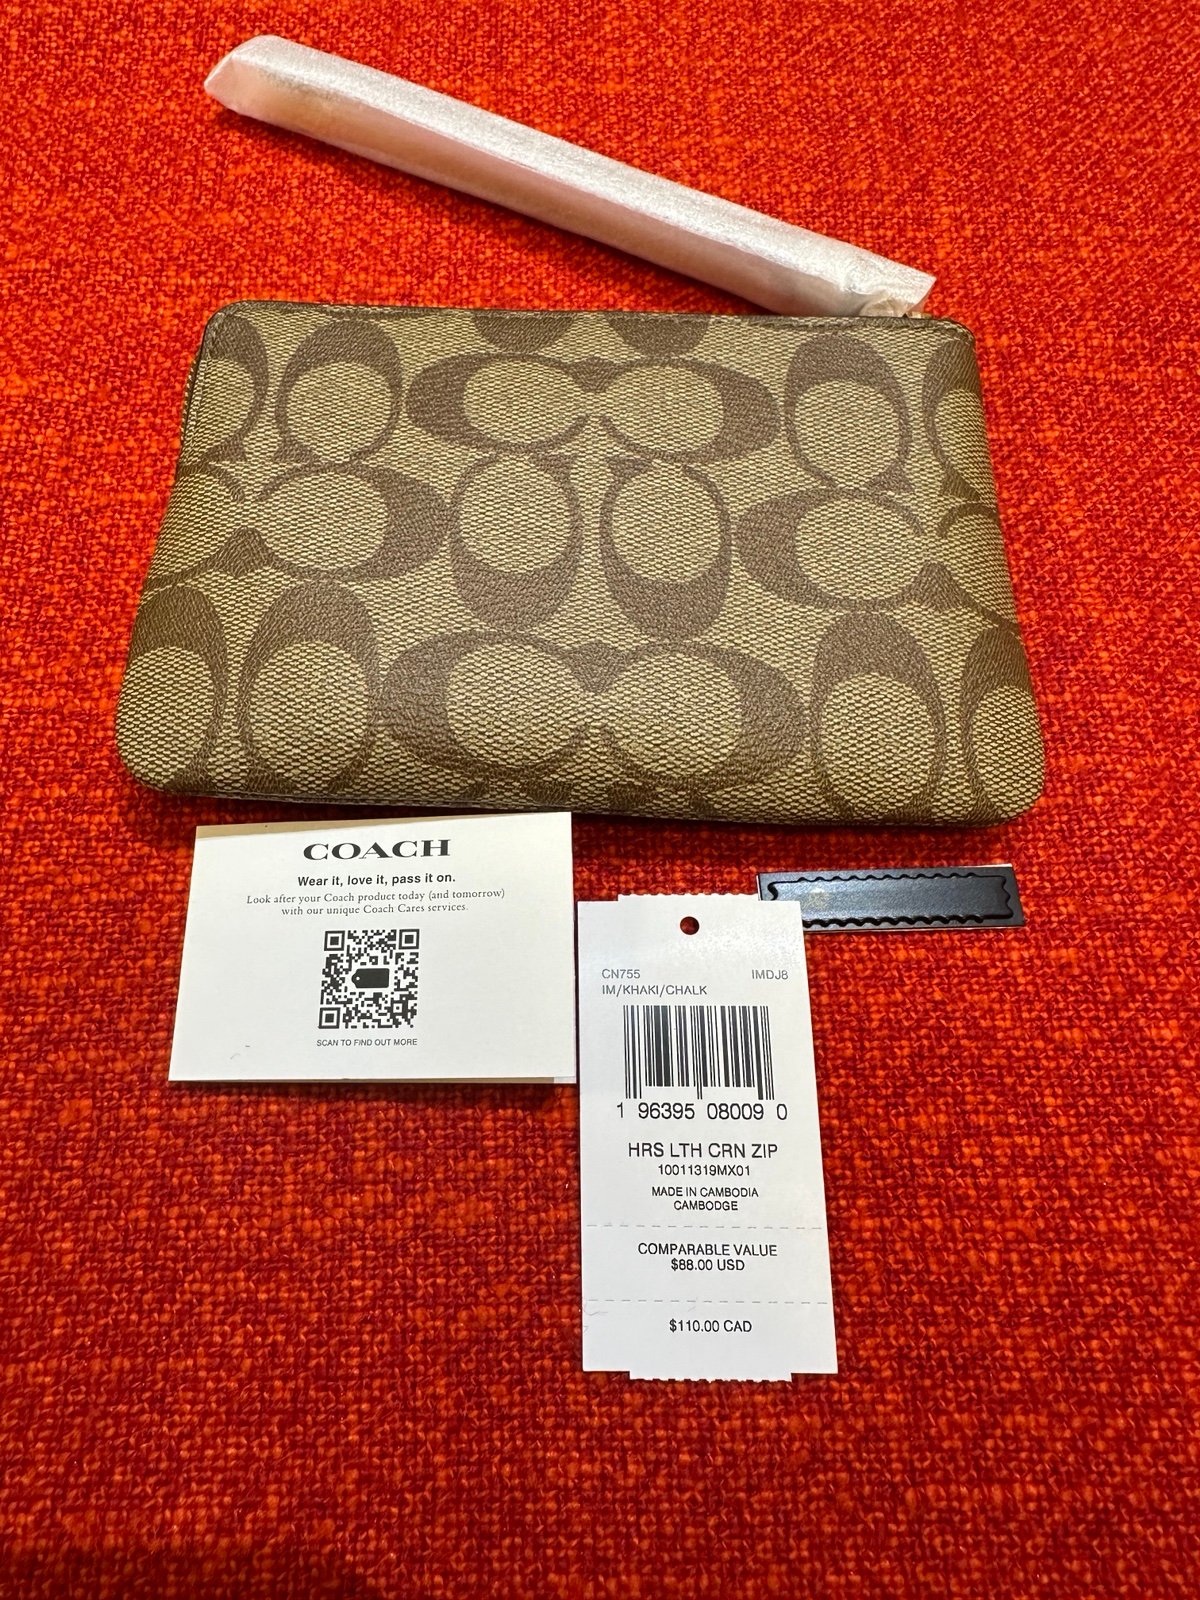 COACH
Wear it, love it, pass it on.
Look after your Coach product today (and tomorrow)
with our unique Coach Cares services.
SCAN TO FIND OUT MORE
CN755 IMDJ8
IM/KHAKI/CHALK
1 96395 08009 0
HRS LTH CRN ZIP
10011319MX01
MADE IN CAMBODIA
CAMBODGE
COMPARABLE VALUE
$88.00 USD
$110.00 CAD